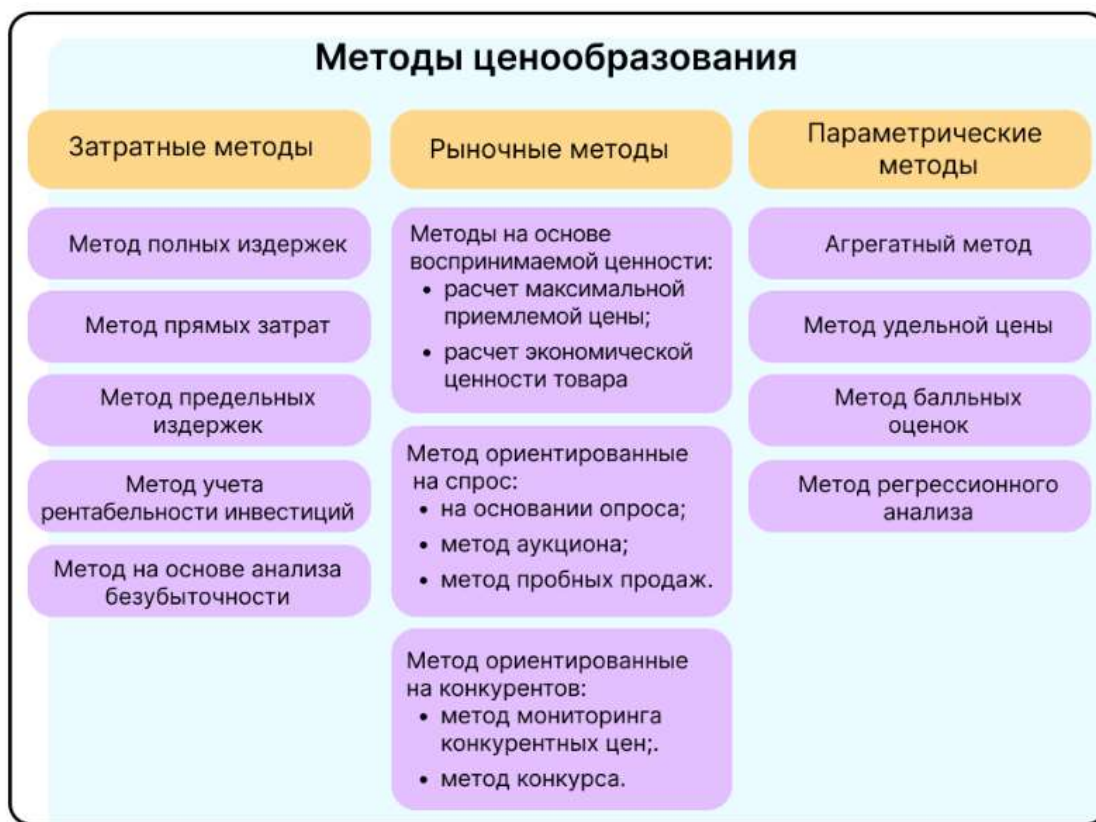 Методы ценообразования
Затратные методы
Метод полных издержек
Метод прямых затрат
Метод предельных
издержек
Метод учета
рентабельности инвестиций
Метод на основе анализа
безубыточности
Рыночные методы
Методы на основе
воспринимаемой ценности:
• расчет максимальной
приемлемой цены;
• расчет экономической
ценности товара
Метод ориентированные
на спрос:
• на основании опроса;
• метод аукциона;
• метод пробных продаж.
Метод ориентированные
на конкурентов:
• метод мониторинга
конкурентных цен;.
• метод конкурса.
Параметрические
методы
Агрегатный метод
Метод удельной цены
Метод балльных
оценок
Метод регрессионного
анализа